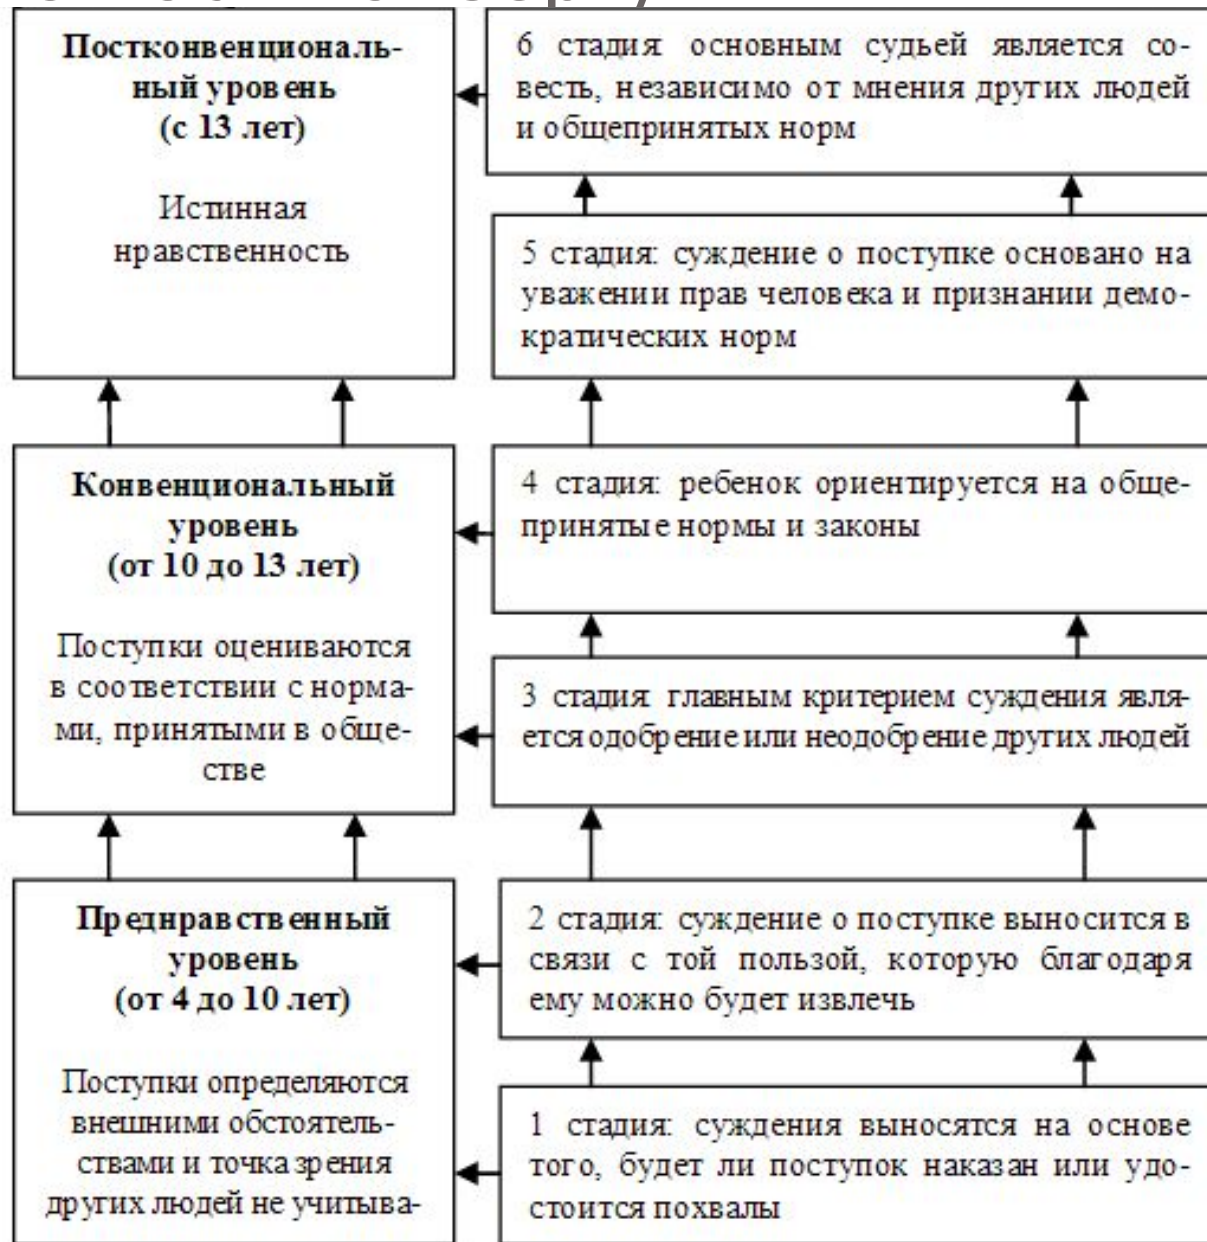 Постконвенциональ-
ный уровень
(с 13 лет)
Истинная
нравственность
6 стадия: основным судьей является со-
весть, независимо от мнения других людей
и общепринятых норм
5 стадия: суждение о поступке основано на
уважении прав человека и признании демо-
кратических норм
Конвенциональный
уровень
(от 10 до 13 лет)
Поступки оцениваются
в соответствии с норма-
ми, принятыми в обще-
стве
4 стадия: ребенок ориентируется на обще-
принятые нормы и законы
3 стадия: главным критерием суждения явля-
ется одобрение или неодобрение других людей
Преднравственный
уровень
(от 4 до 10 лет)
Поступки определяются
внешними обстоятель-
ствами и точка зрения
других людей не учитыва-
2 стадия: суждение о поступке выносится в
связи с той пользой, которую благодаря
ему можно будет извлечь
1 стадия: суждения выносятся на основе
того, будет ли поступок наказан или удо-
стоится похвалы